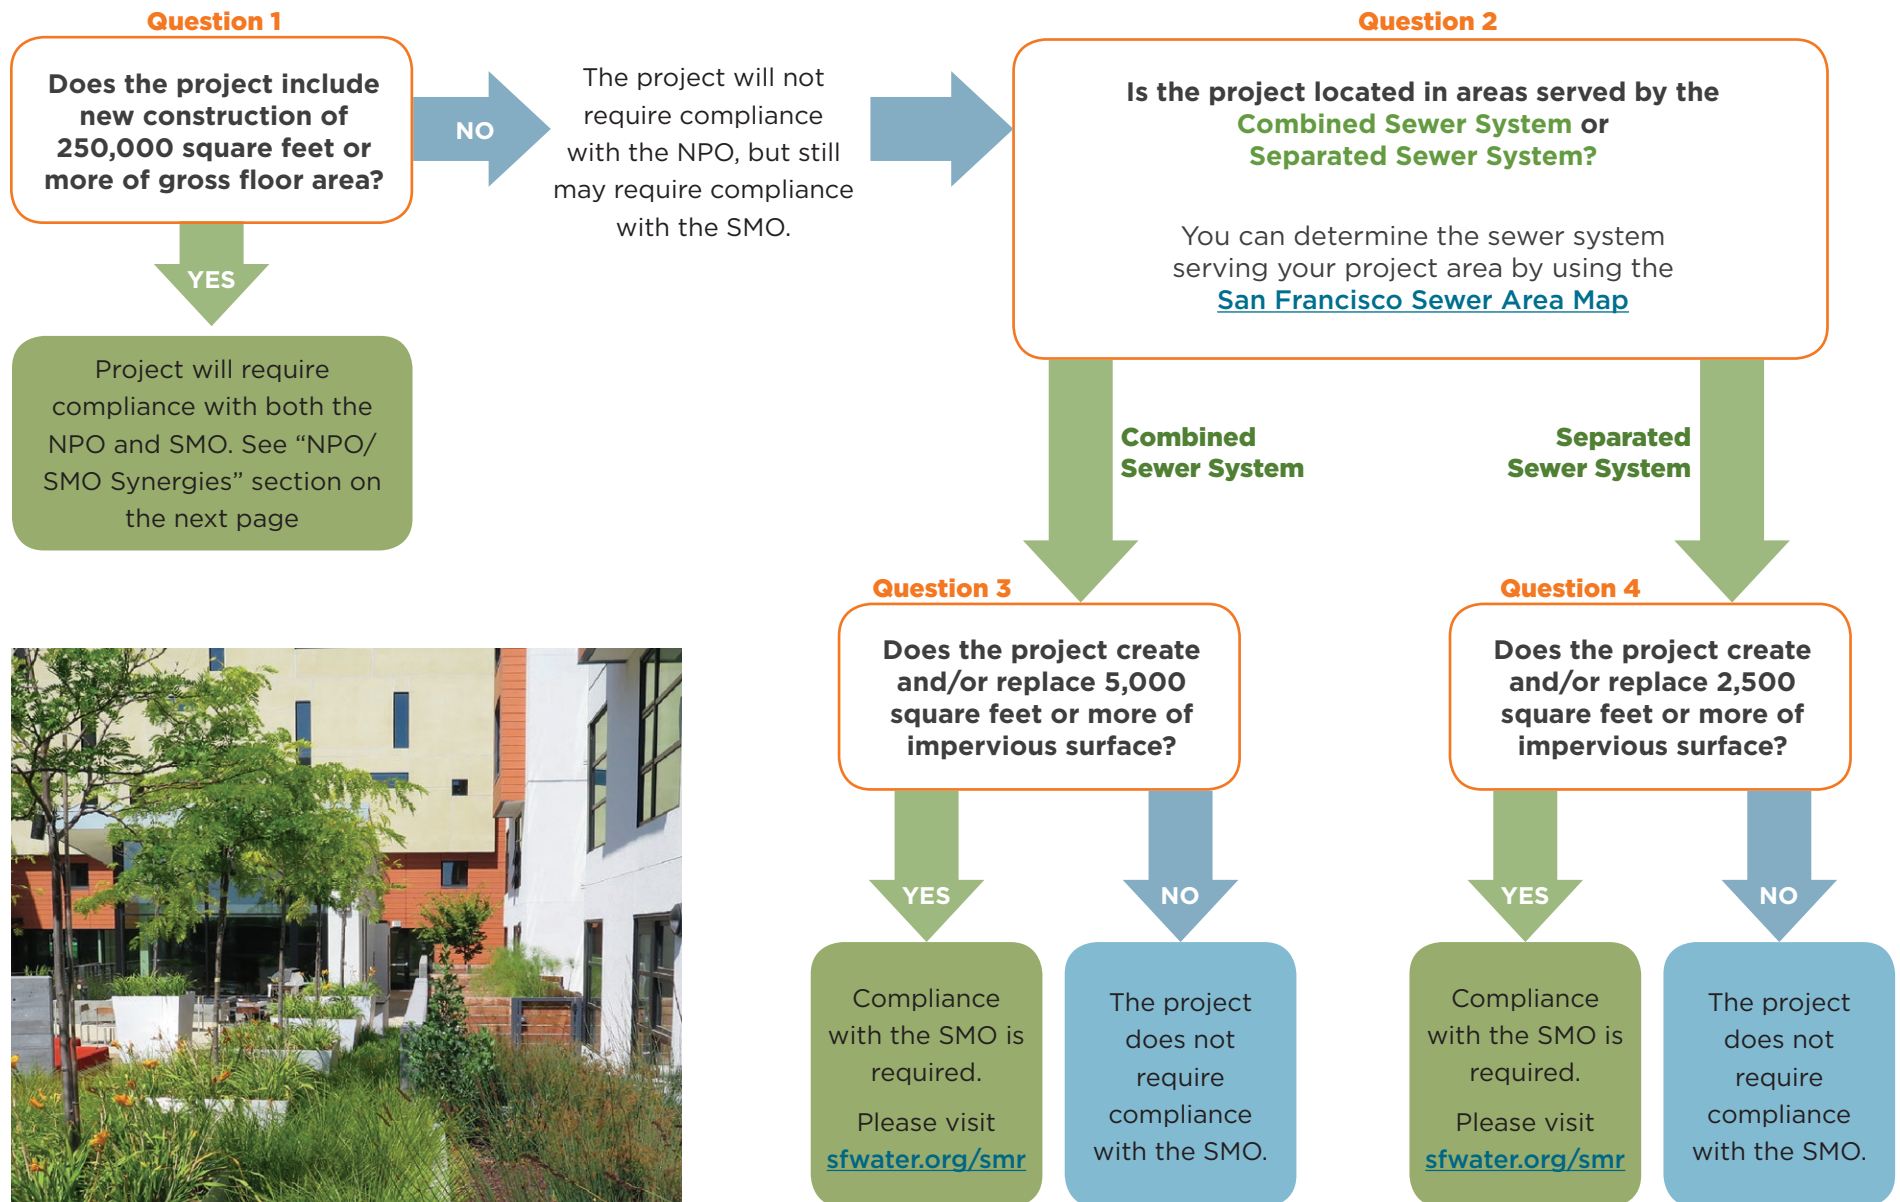 Question 1
Does the project include
new construction of
250,000 square feet or
more of gross floor area?
NO
The project will not
require compliance
with the NPO, but still
may require compliance
with the SMO.
YES
Project will require
compliance with both the
NPO and SMO. See “NPO/
SMO Synergies” section on
the next page
Question 2
Is the project located in areas served by the
Combined Sewer System or
Separated Sewer System?
You can determine the sewer system
serving your project area by using the
San Francisco Sewer Area Map
Combined
Sewer System
Separated
Sewer System
Question 3
Does the project create
and/or replace 5,000
square feet or more of
impervious surface?
YES
NO
Compliance
with the SMO is
required.
Please visit
sfwater.org/smr
The project
does not
require
compliance
with the SMO.
Question 4
Does the project create
and/or replace 2,500
square feet or more of
impervious surface?
YES
NO
Compliance
with the SMO is
required.
Please visit
sfwater.org/smr
The project
does not
require
compliance
with the SMO.